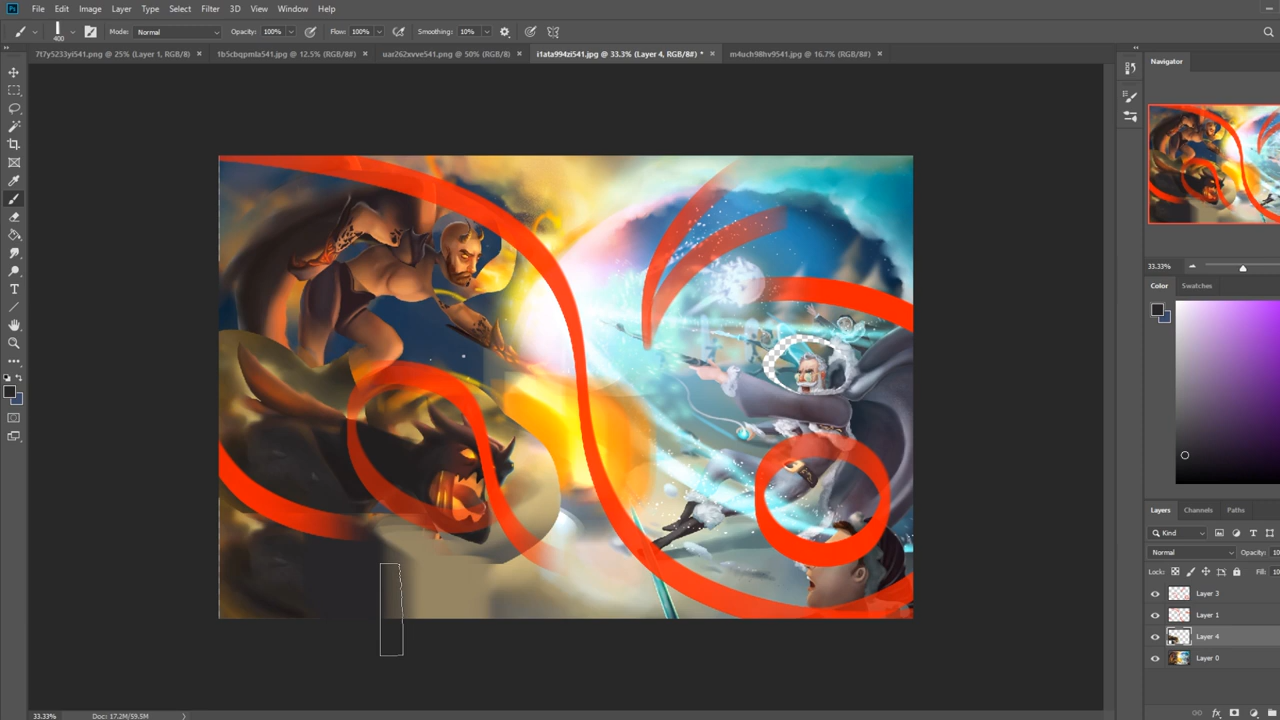 Ps File Edit Image Layer Type Select Filter 3D View Window Help
400 Mode: Normal Opacity: 100% Flow: 100% Smoothing: 10%
7t7y5233yi541.png @ 25% (Layer 1, RGB/8) × 1b5cbqpmla541.jpg @ 12.5% (RGB/8#) × uar262xvve541.png @ 50% (RGB/8) × i1ata994zi541.jpg @ 33.3% (Layer 4, RGB/8#) * × m4uch98hv9541.jpg @ 16.7% (RGB/8#) ×
Navigator
33.33%
Color Swatches
Layers Channels Paths
Kind
Normal Opacity: 10
Lock: Fill: 10
Layer 3
Layer 1
Layer 4
Layer 0
33.33% Doc: 17.2M/59.5M